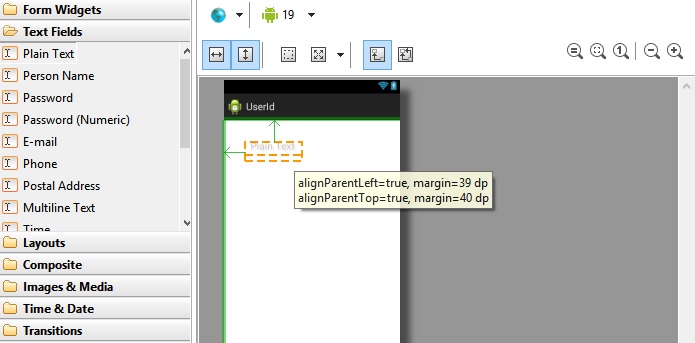 Form Widgets
Text Fields
Plain Text
Person Name
Password
Password (Numeric)
E-mail
Phone
Postal Address
Multiline Text
Time
Layouts
Composite
Images & Media
Time & Date
Transitions
19
1
UserId
Plain Text
alignParentLeft=true, margin=39 dp
alignParentTop=true, margin=40 dp